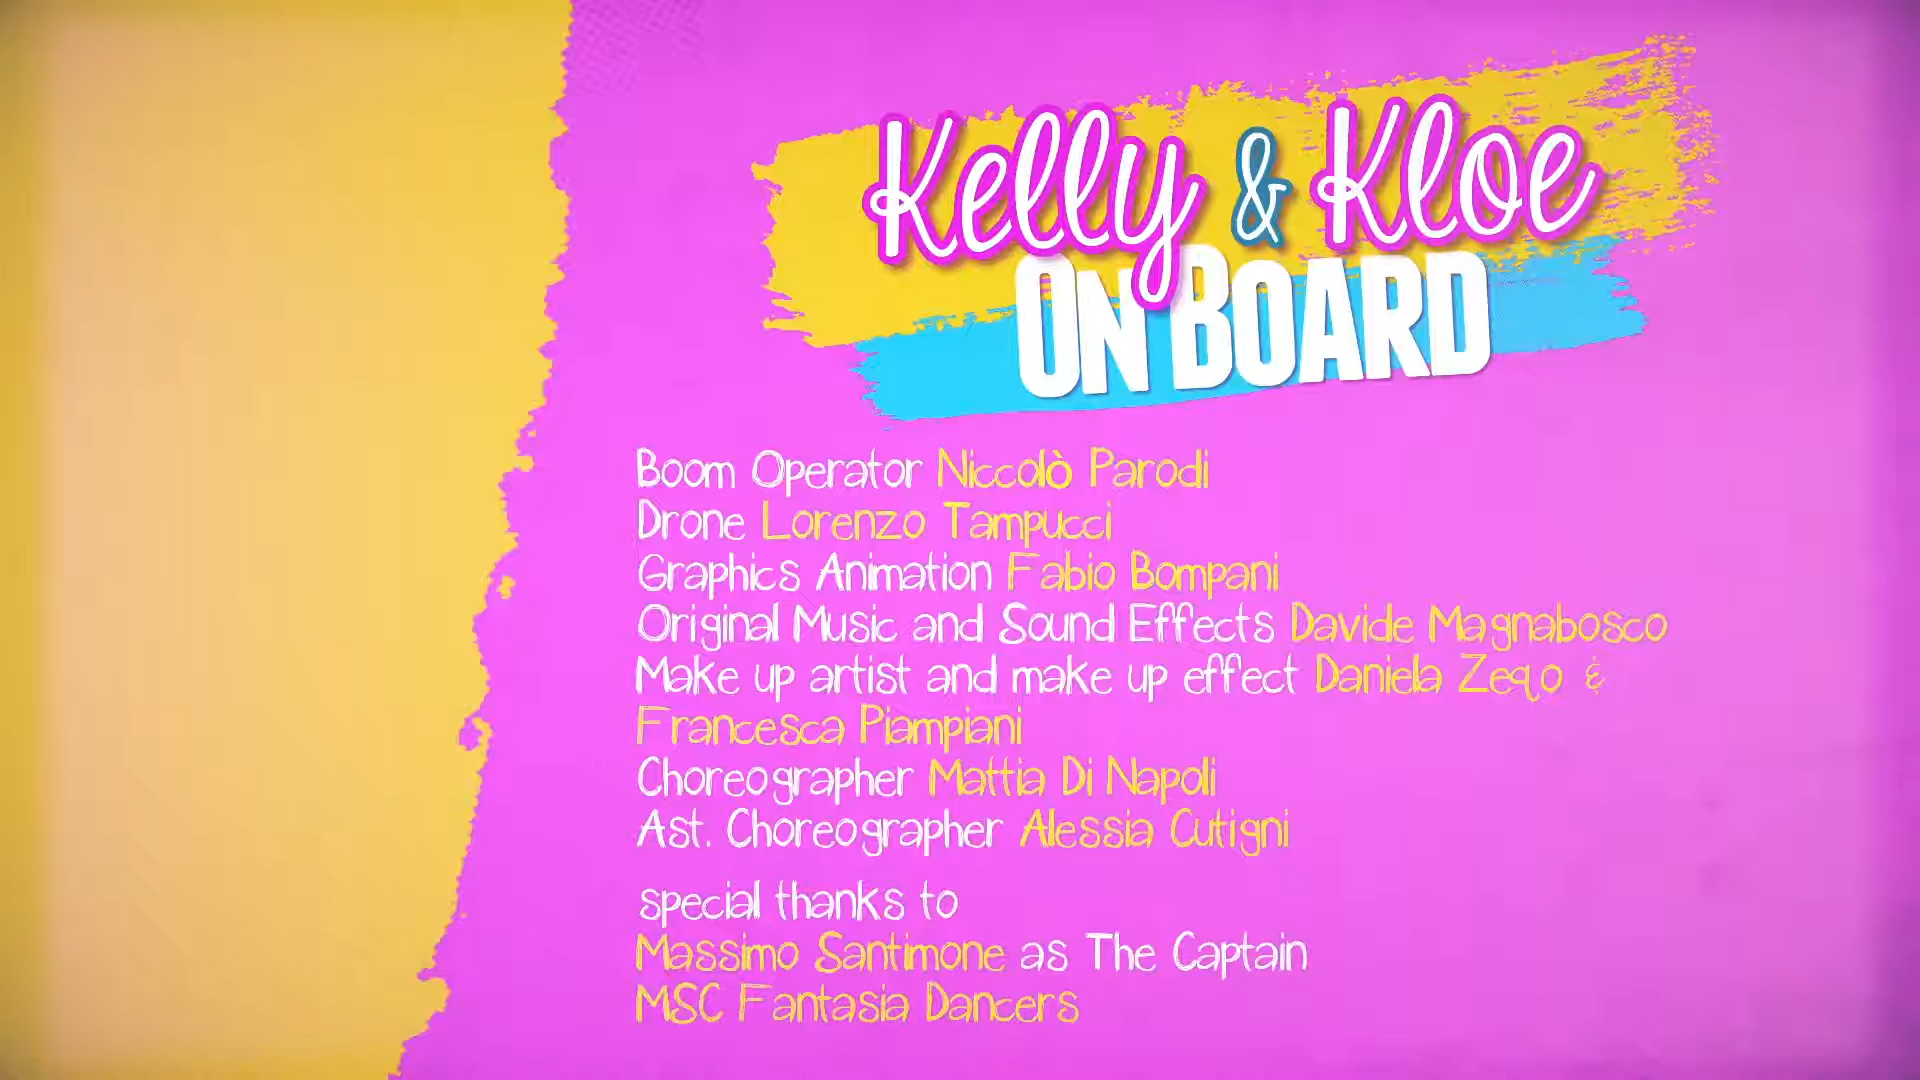 Kelly & Kloe
ON BOARD
Boom Operator Niccolò Parodi
Drone Lorenzo Tampucci
Graphics Animation Fabio Bompani
Original Music and Sound Effects Davide Magnabosco
Make up artist and make up effect Daniela Zeqo &
Francesca Piampiani
Choreographer Mattia Di Napoli
Ast. Choreographer Alessia Cutigni
special thanks to
Massimo Santimone as The Captain
MSC Fantasia Dancers